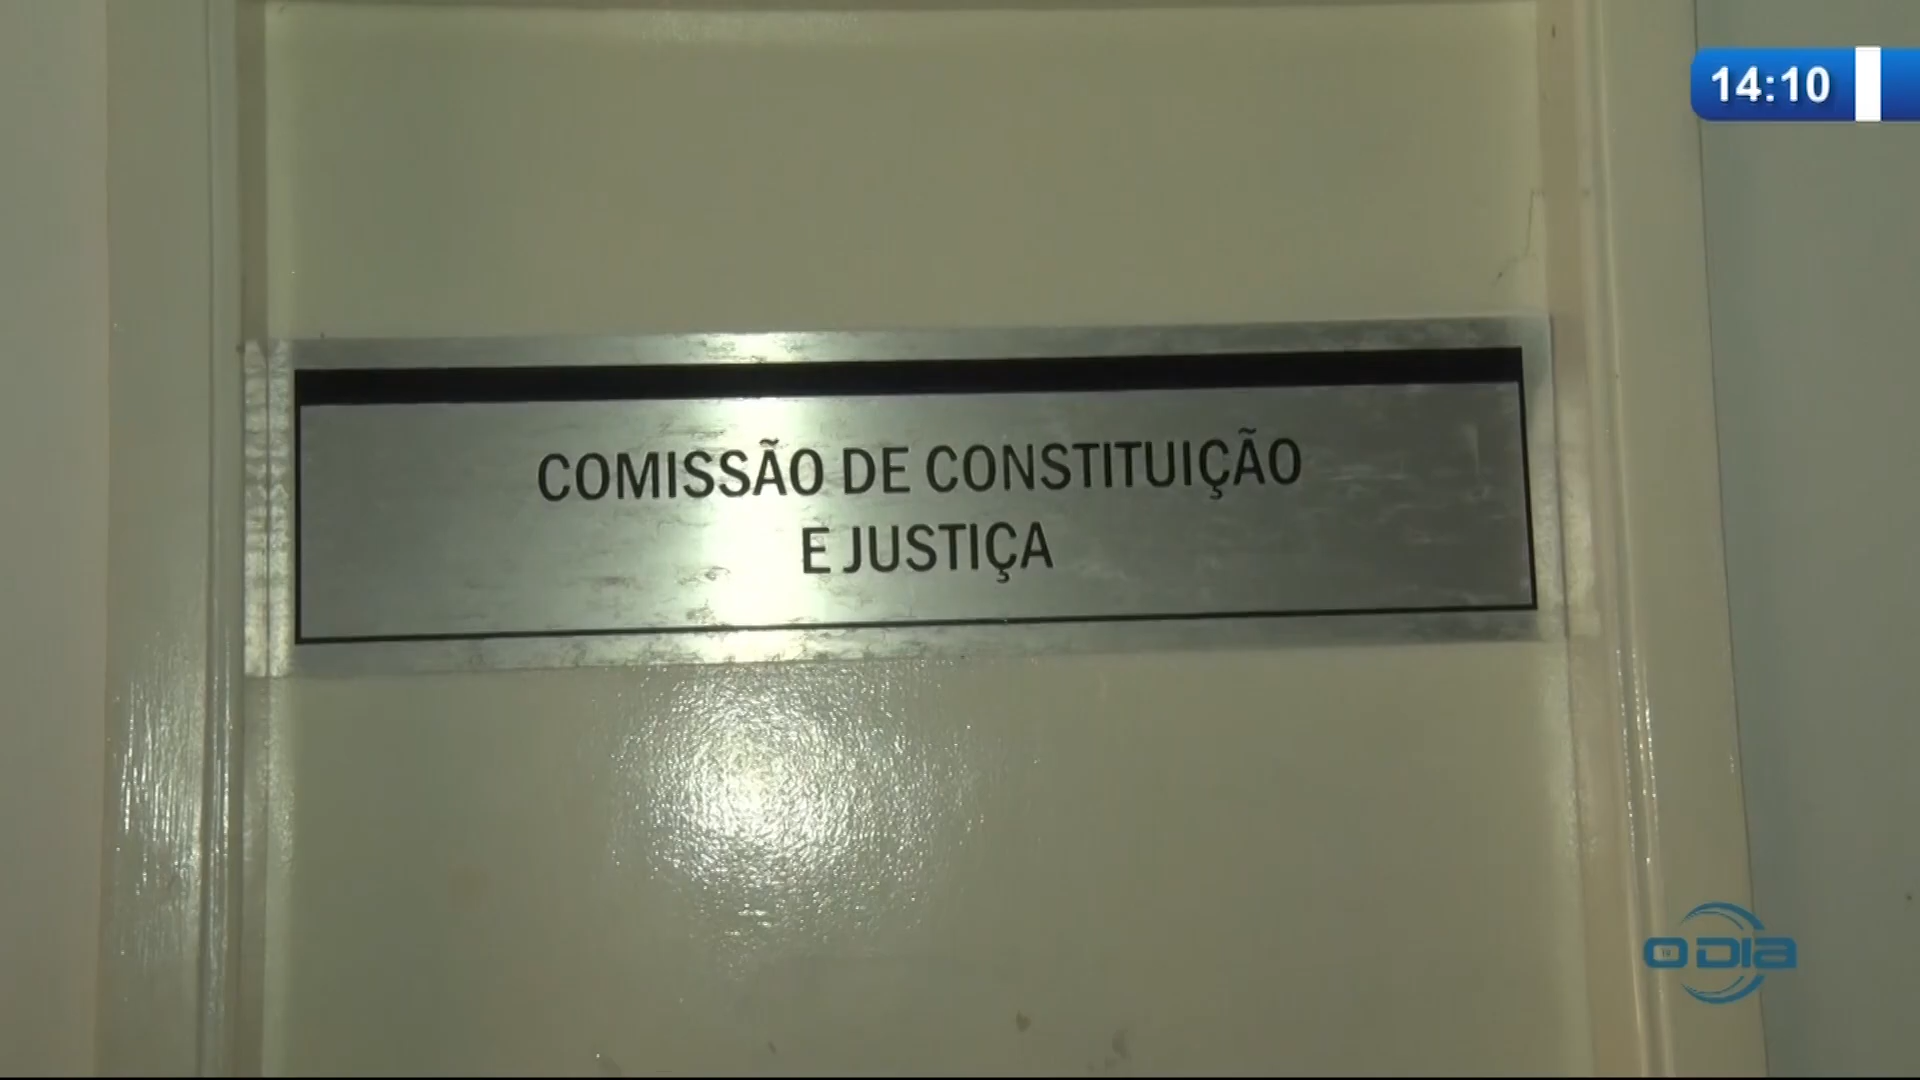 14:10
COMISSÃO DE CONSTITUIÇÃO
E JUSTIÇA
O DIA